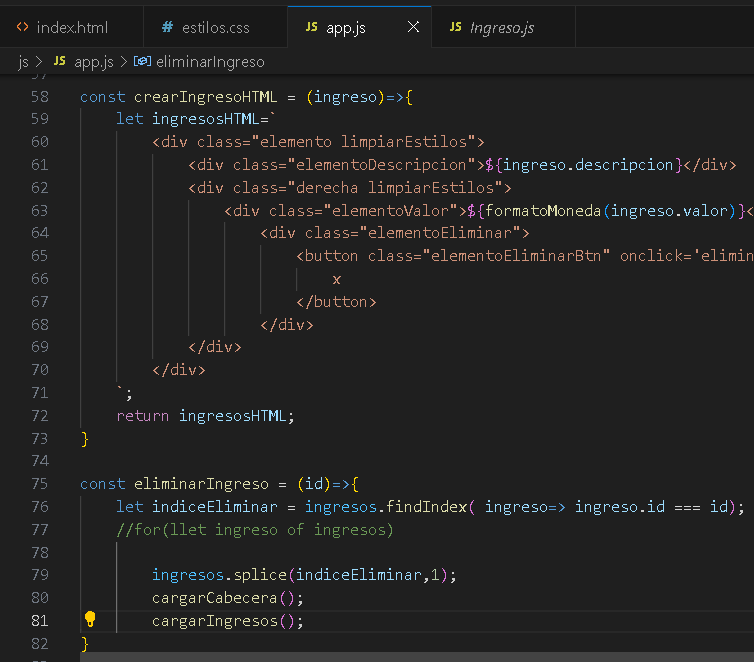 <> index.html # estilos.css JS app.js × JS Ingreso.js
js > JS app.js > eliminarIngreso
57
58 const crearIngresoHTML = (ingreso)=>{
59 let ingresosHTML=`
60 <div class="elemento limpiarEstilos">
61 <div class="elementoDescripcion">${ingreso.descripcion}</div>
62 <div class="derecha limpiarEstilos">
63 <div class="elementoValor">${formatoMoneda(ingreso.valor)}<
64 <div class="elementoEliminar">
65 <button class="elementoEliminarBtn" onclick='elimin
66 x
67 </button>
68 </div>
69 </div>
70 </div>
71 `;
72 return ingresosHTML;
73 }
74
75 const eliminarIngreso = (id)=>{
76 let indiceEliminar = ingresos.findIndex( ingreso=> ingreso.id === id);
77 //for(llet ingreso of ingresos)
78
79 ingresos.splice(indiceEliminar,1);
80 cargarCabecera();
81 cargarIngresos();
82 }